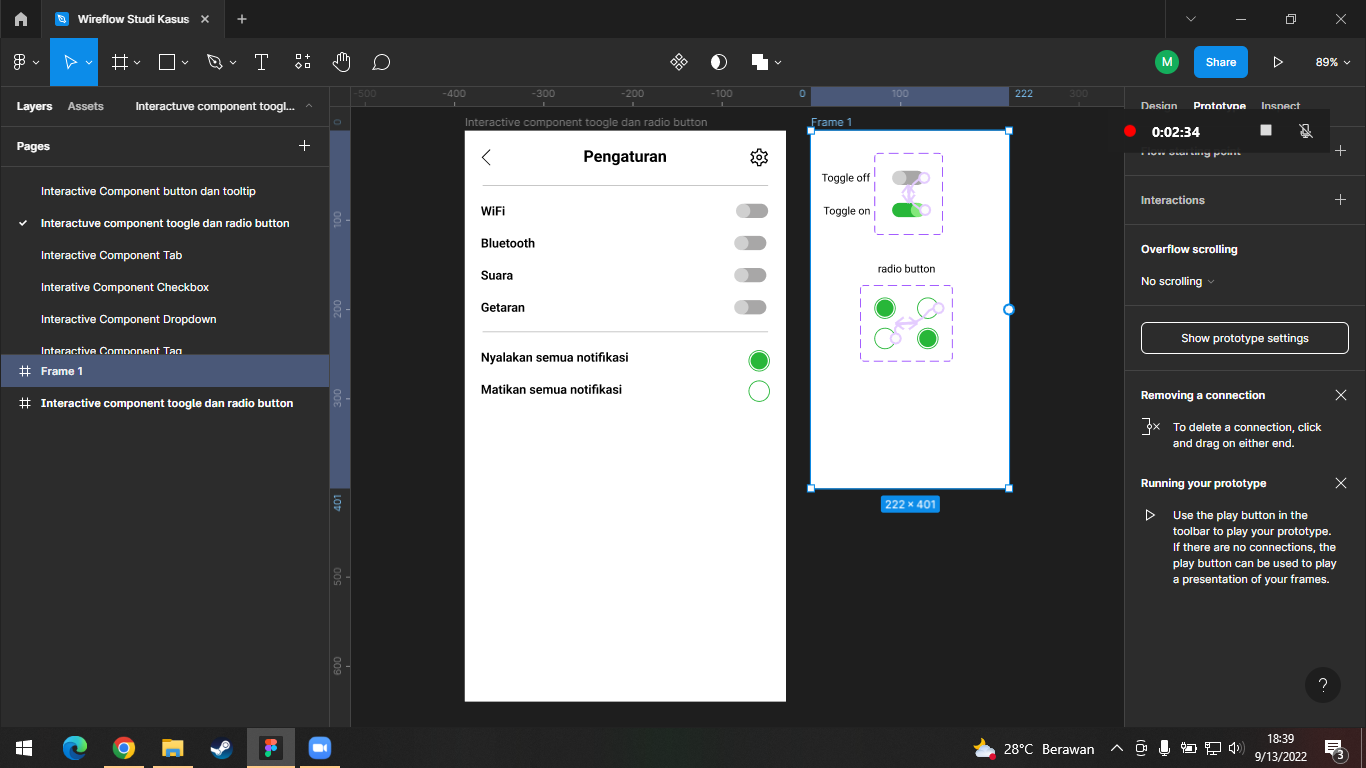 Wireflow Studi Kasus
Share
89%
M
Layers
Assets
Interactuve component toogl...
Pages
Interactive Component button dan tooltip
Interactuve component toogle dan radio button
Interactive Component Tab
Interative Component Checkbox
Interactive Component Dropdown
Interactive Component Tag
Frame 1
Interactive component toogle dan radio button
-500
-400
-300
-200
-100
0
100
222
300
0
100
200
300
401
500
600
Interactive component toogle dan radio button
Pengaturan
WiFi
Bluetooth
Suara
Getaran
Nyalakan semua notifikasi
Matikan semua notifikasi
Frame 1
Toggle off
Toggle on
radio button
222 × 401
Design
Prototype
Inspect
0:02:34
Flow starting point
Interactions
Overflow scrolling
No scrolling
Show prototype settings
Removing a connection
To delete a connection, click
and drag on either end.
Running your prototype
Use the play button in the
toolbar to play your prototype.
If there are no connections, the
play button can be used to play
a presentation of your frames.
?
28°C Berawan
18:39
9/13/2022
3